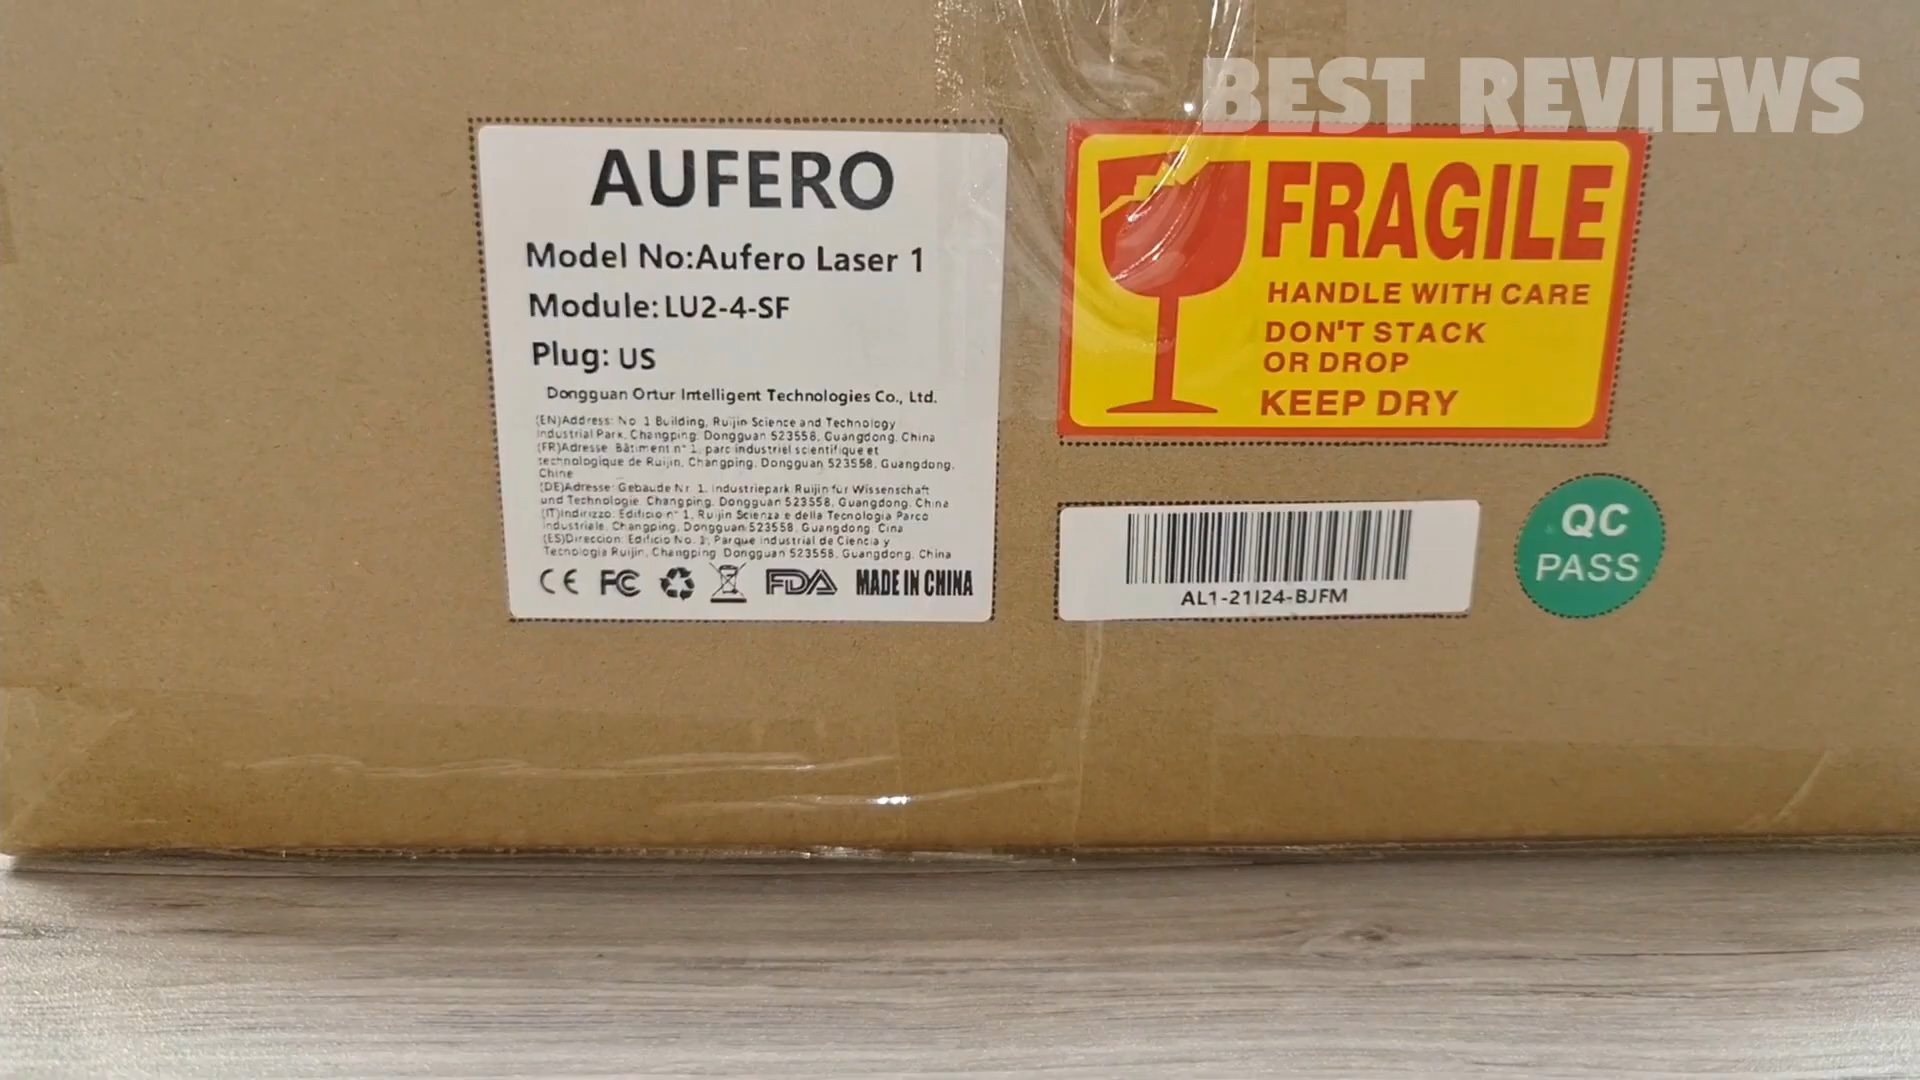 BEST REVIEWS
AUFERO
Model No:Aufero Laser 1
Module: LU2-4-SF
Plug: US
Dongguan Ortur Intelligent Technologies Co., Ltd.
(EN)Address: No. 1 Building, Ruijin Science and Technology
Industrial Park, Changping, Dongguan 523558, Guangdong, China
(FR)Adresse: Bâtiment n° 1, parc industriel scientifique et
technologique de Ruijin, Changping, Dongguan 523558, Guangdong,
Chine
(DE)Adresse: Gebäude Nr. 1, Industriepark Ruijin für Wissenschaft
und Technologie, Changping, Dongguan 523558, Guangdong, China
(IT)Indirizzo: Edificio n° 1, Ruijin Scienza e della Tecnologia Parco
Industriale, Changping, Dongguan 523558, Guangdong, Cina
(ES)Dirección: Edificio No. 1, Parque Industrial de Ciencia y
Tecnología Ruijin, Changping, Dongguan 523558, Guangdong, China
CE FC FDA MADE IN CHINA
FRAGILE
HANDLE WITH CARE
DON'T STACK
OR DROP
KEEP DRY
AL1-21I24-BJFM
QC
PASS